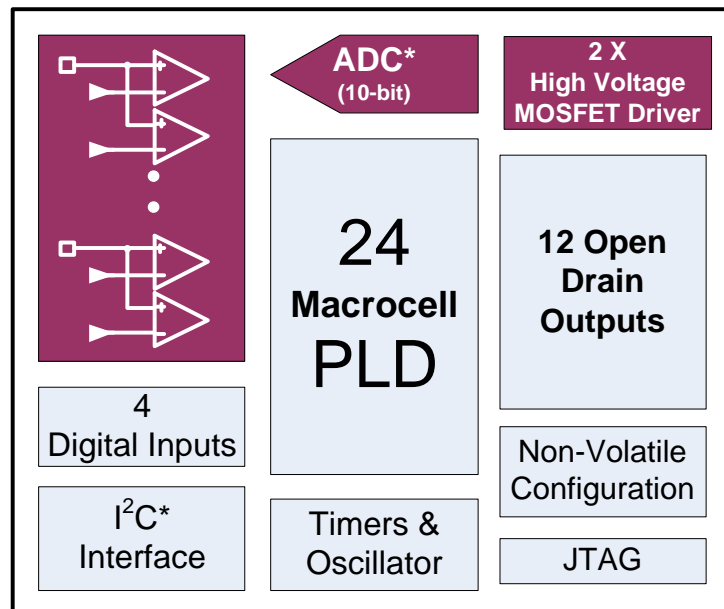 ADC*
(10-bit)
2 X
High Voltage
MOSFET Driver
24
Macrocell
PLD
12 Open
Drain
Outputs
4
Digital Inputs
I²C*
Interface
Timers &
Oscillator
Non-Volatile
Configuration
JTAG